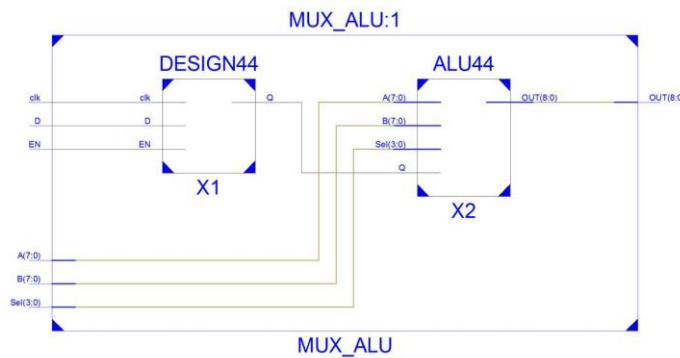 MUX_ALU:1
DESIGN44
ALU44
clk
clk
Q
A(7:0)
OUT(8:0)
OUT(8:0
D
D
B(7:0)
EN
EN
Sel(3:0)
Q
X1
X2
A(7:0)
B(7:0)
Sel(3:0)
MUX_ALU